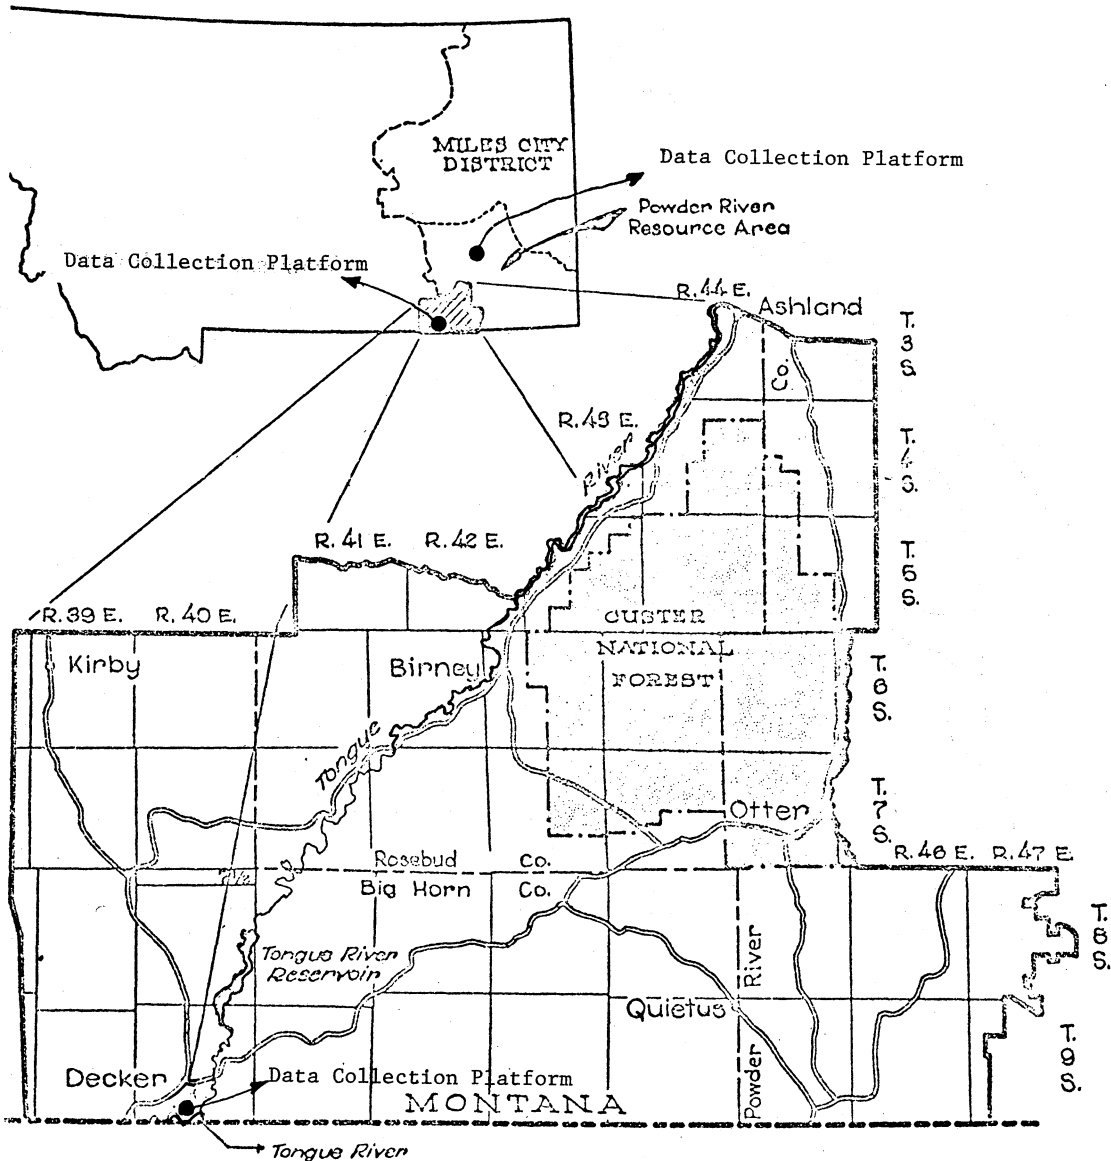 MILES CITY
DISTRICT
Data Collection Platform
Powder River
Resource Area
Data Collection Platform
R. 44 E.
Ashland
T.
3
S.
Co.
R. 43 E.
River
T.
4
S.
R. 41 E.
R. 42 E.
T.
5
S.
R. 39 E.
R. 40 E.
CUSTER
NATIONAL
FOREST
Kirby
Birney
T.
6
S.
Tongue
T.
7
S.
Otter
Rosebud Co.
Big Horn Co.
R. 46 E.
R. 47 E.
T.
8
S.
Tongue River
Reservoir
Powder River
Quietus
T.
9
S.
Decker
Data Collection Platform
MONTANA
Tongue River